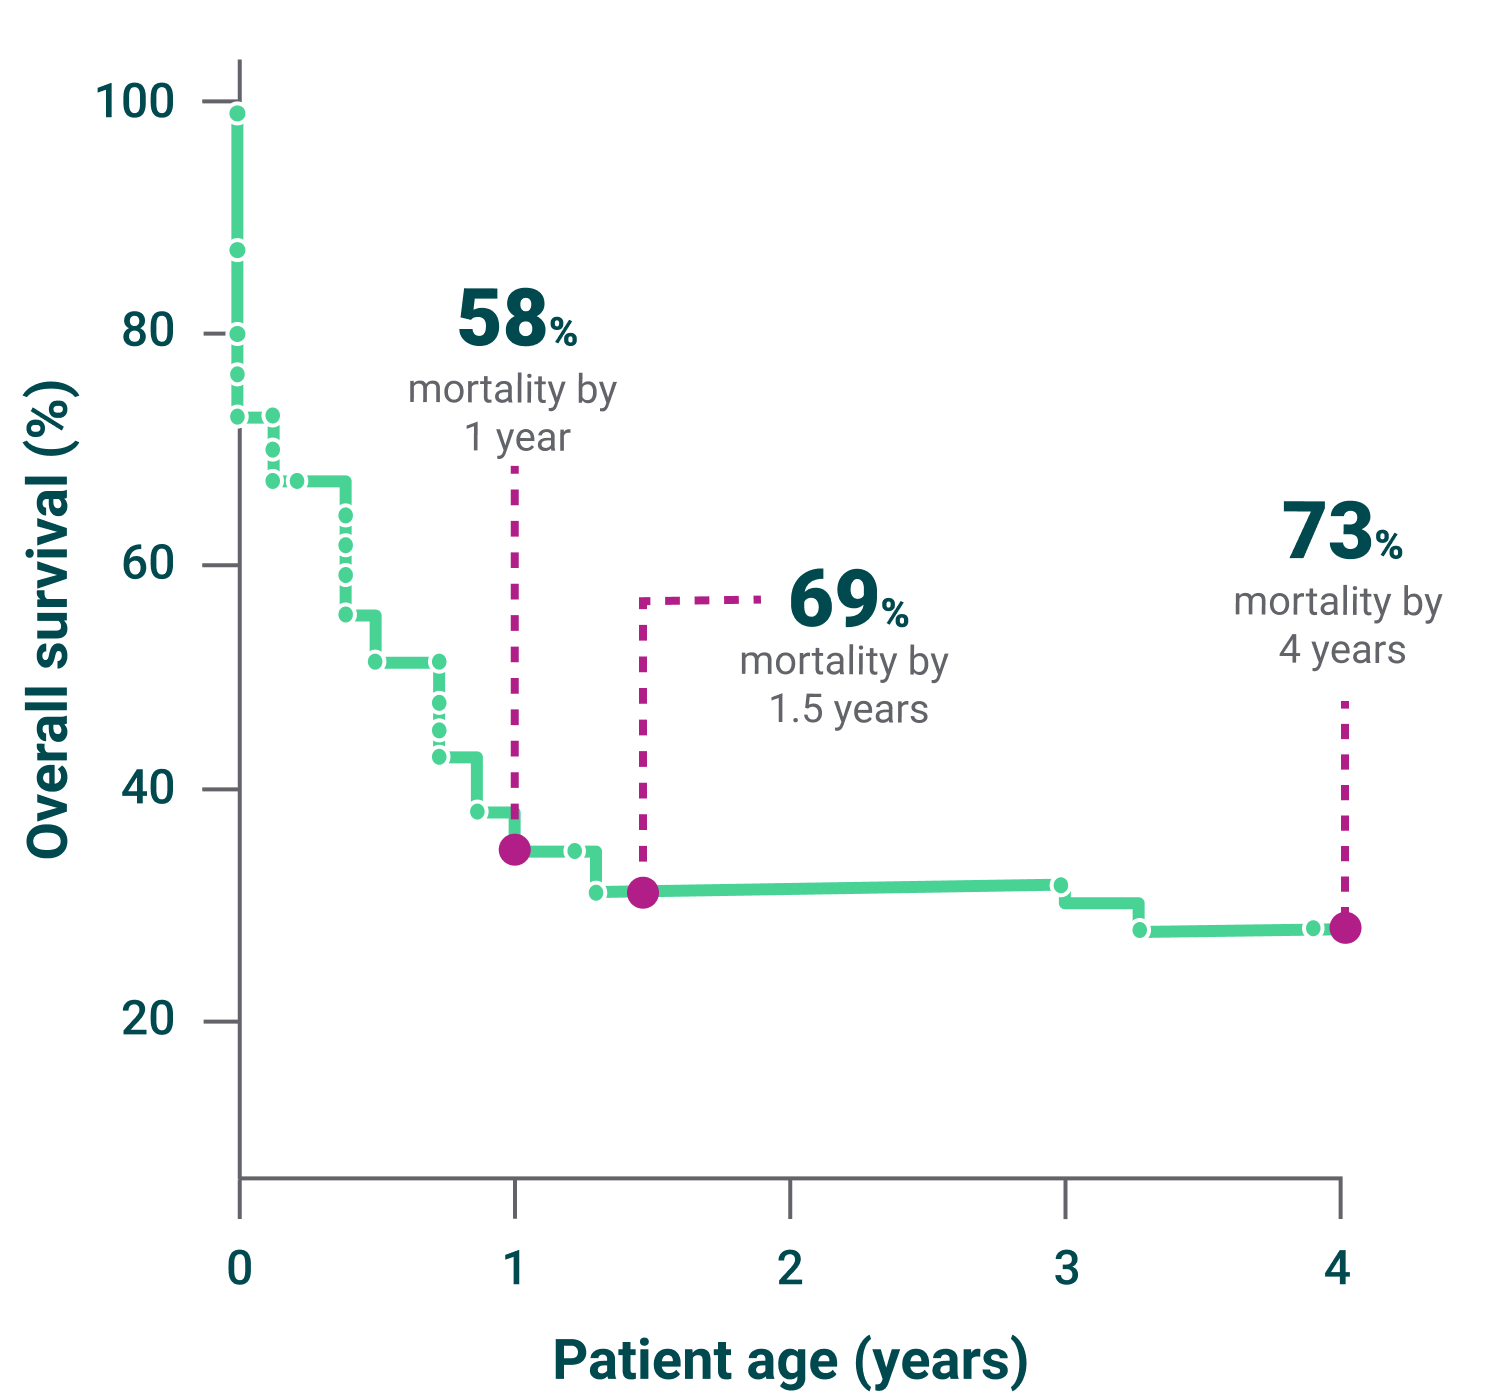 100
80
60
40
20
Overall survival (%)
58%
mortality by
1 year
69%
mortality by
1.5 years
73%
mortality by
4 years
0 1 2 3 4
Patient age (years)